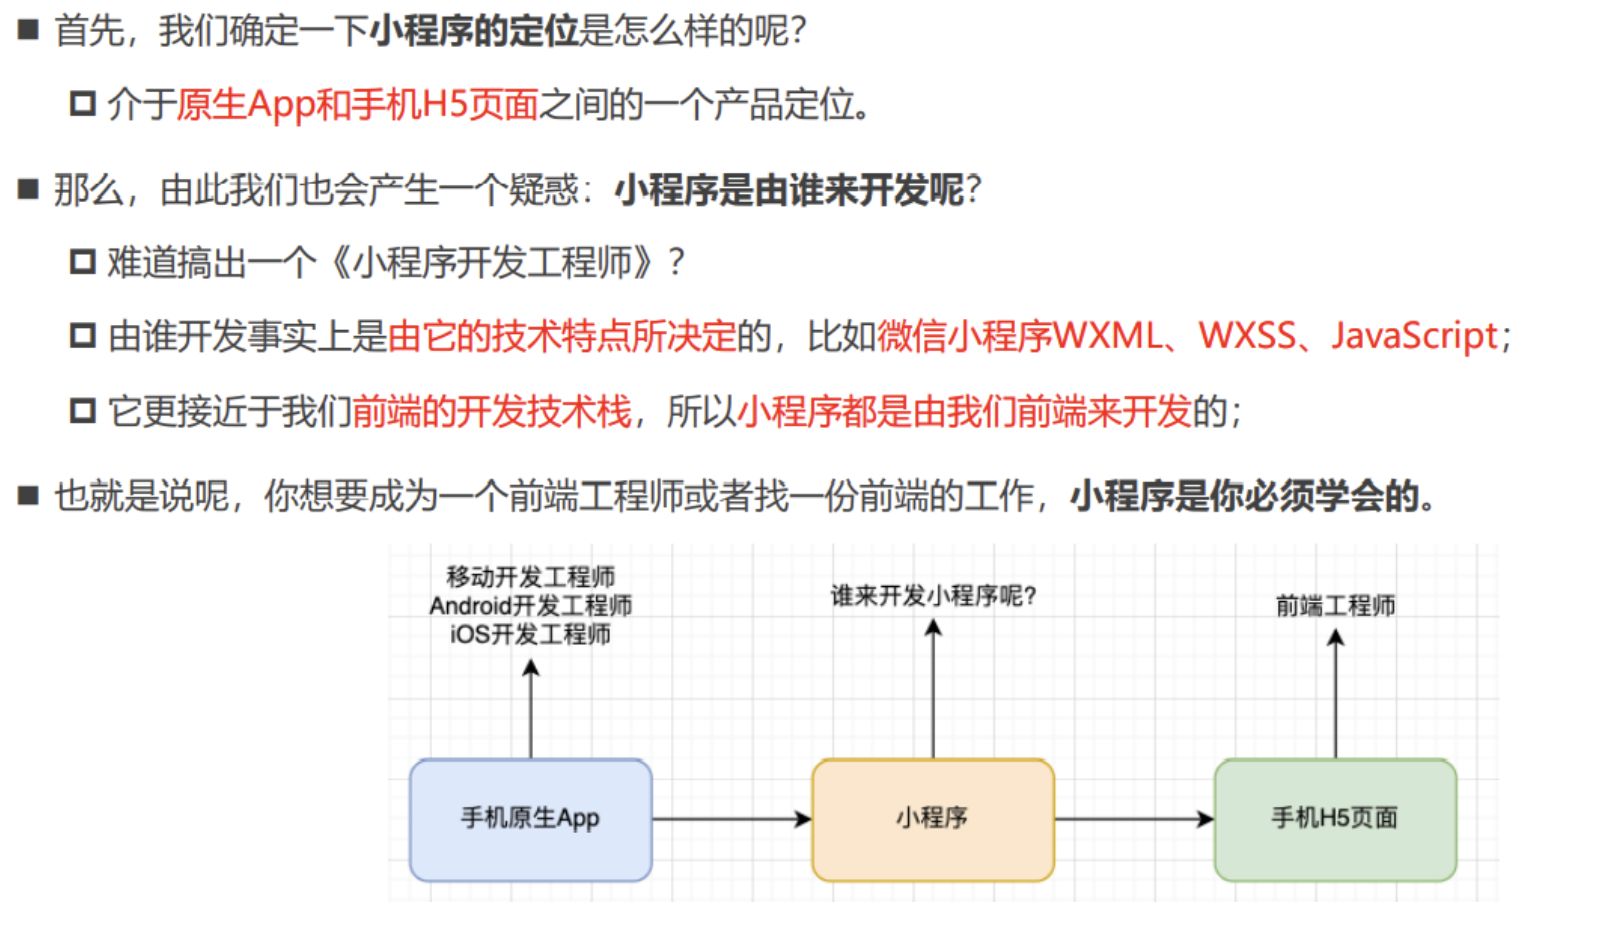 首先，我们确定一下小程序的定位是怎么样的呢？
介于原生App和手机H5页面之间的一个产品定位。
那么，由此我们也会产生一个疑惑：小程序是由谁来开发呢？
难道搞出一个《小程序开发工程师》？
由谁开发事实上是由它的技术特点所决定的，比如微信小程序WXML、WXSS、JavaScript；
它更接近于我们前端的开发技术栈，所以小程序都是由我们前端来开发的；
也就是说呢，你想要成为一个前端工程师或者找一份前端的工作，小程序是你必须学会的。
移动开发工程师
Android开发工程师
iOS开发工程师
谁来开发小程序呢?
前端工程师
手机原生App
小程序
手机H5页面